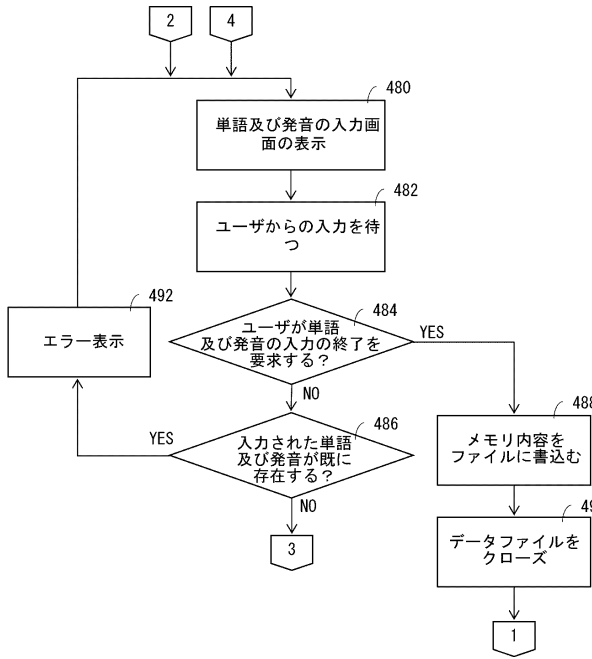 2
4
480
単語及び発音の入力画
面の表示
482
ユーザからの入力を待
つ
492
エラー表示
484
ユーザが単語
及び発音の入力の終了を
要求する？
YES
NO
486
入力された単語
及び発音が既に
存在する？
YES
NO
3
488
メモリ内容を
ファイルに書込む
データファイルを
クローズ
1